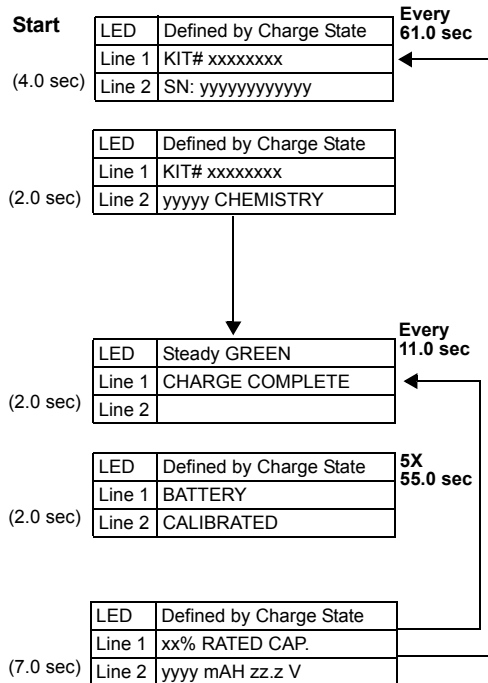 Start
Every
61.0 sec
LED Defined by Charge State
Line 1 KIT# xxxxxxxx
(4.0 sec) Line 2 SN: yyyyyyyyyyyy
LED Defined by Charge State
Line 1 KIT# xxxxxxxx
(2.0 sec) Line 2 yyyyy CHEMISTRY
Every
11.0 sec
LED Steady GREEN
Line 1 CHARGE COMPLETE
(2.0 sec) Line 2
5X
55.0 sec
LED Defined by Charge State
Line 1 BATTERY
(2.0 sec) Line 2 CALIBRATED
LED Defined by Charge State
Line 1 xx% RATED CAP.
(7.0 sec) Line 2 yyyy mAH zz.z V